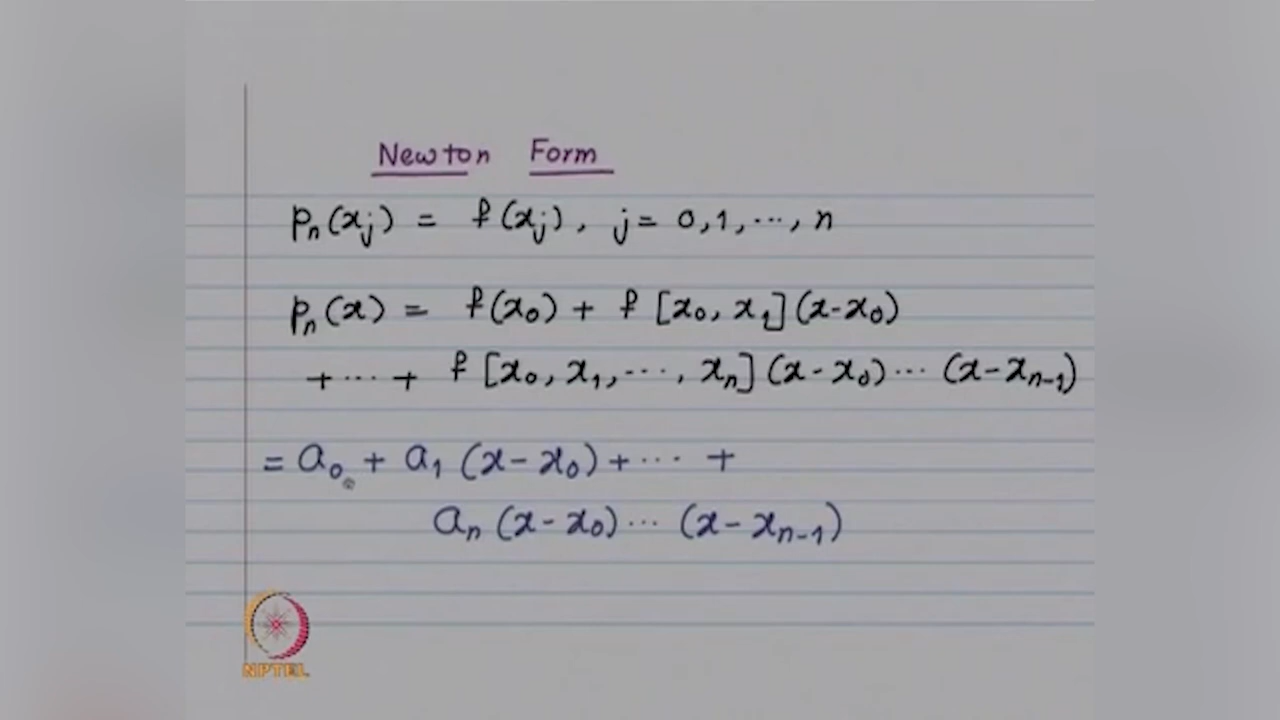 Newton Form
pₙ(xⱼ) = f(xⱼ), j = 0,1,⋯, n
pₙ(x) = f(x₀) + f [x₀, x₁](x-x₀)
+ ⋯ + f [x₀, x₁, ⋯, xₙ] (x-x₀) ⋯ (x-xₙ₋₁)
= a₀ + a₁ (x-x₀) + ⋯ +
aₙ (x-x₀) ⋯ (x-xₙ₋₁)
NPTEL